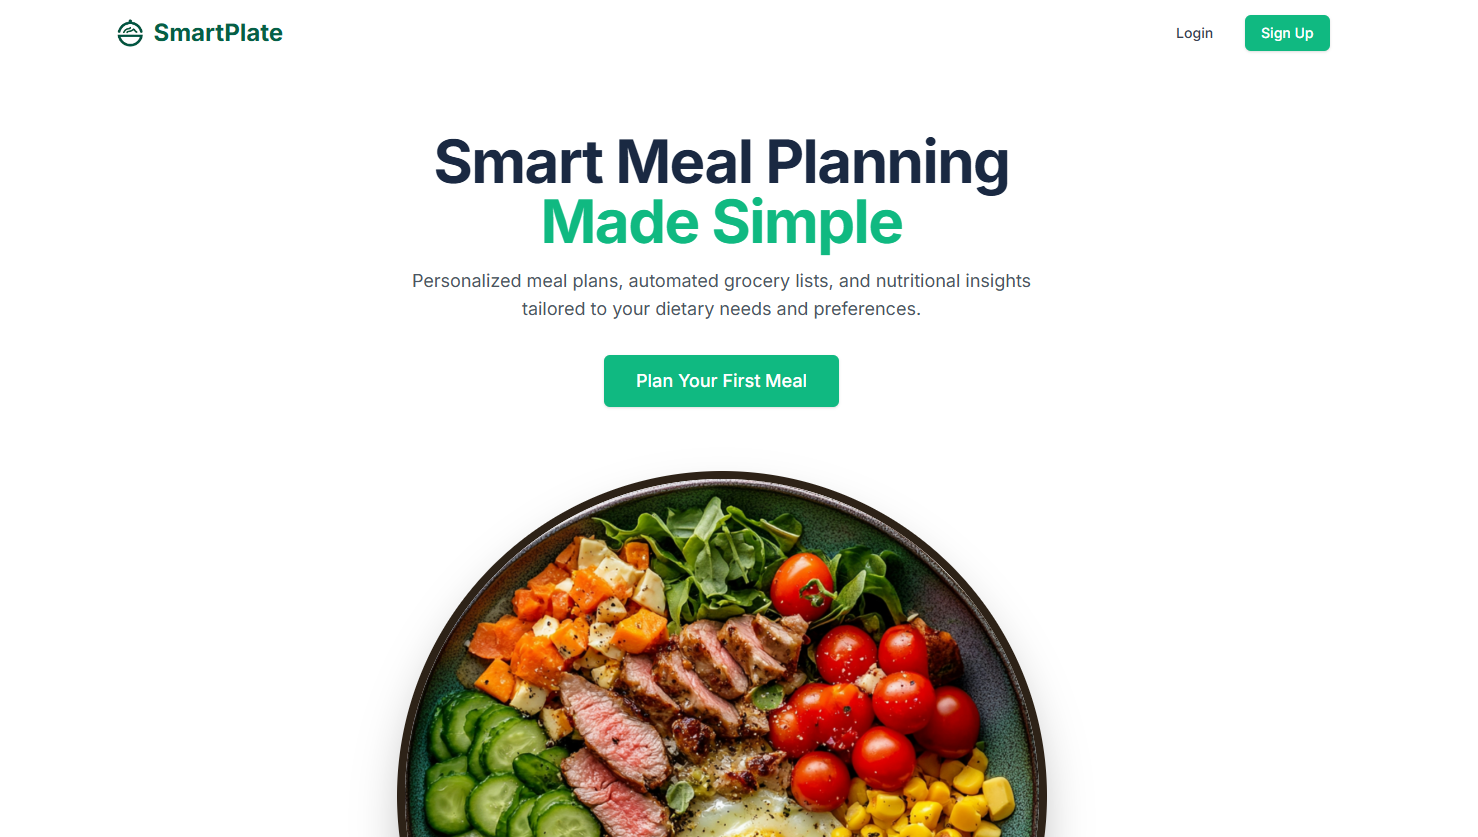 SmartPlate
Login
Sign Up
Smart Meal Planning
Made Simple
Personalized meal plans, automated grocery lists, and nutritional insights
tailored to your dietary needs and preferences.
Plan Your First Meal